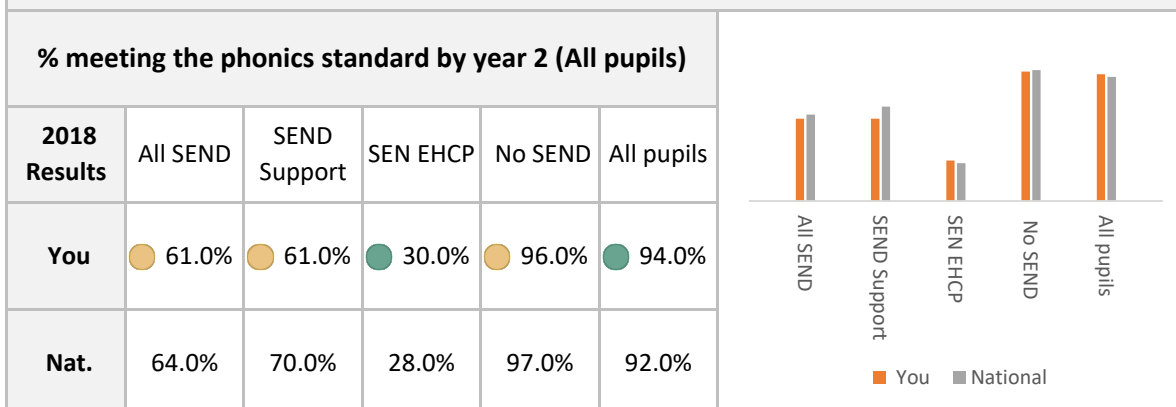 % meeting the phonics standard by year 2 (All pupils)
2018 Results All SEND SEND Support SEN EHCP No SEND All pupils
You 61.0% 61.0% 30.0% 96.0% 94.0%
Nat. 64.0% 70.0% 28.0% 97.0% 92.0%
All SEND
SEND Support
SEN EHCP
No SEND
All pupils
You National